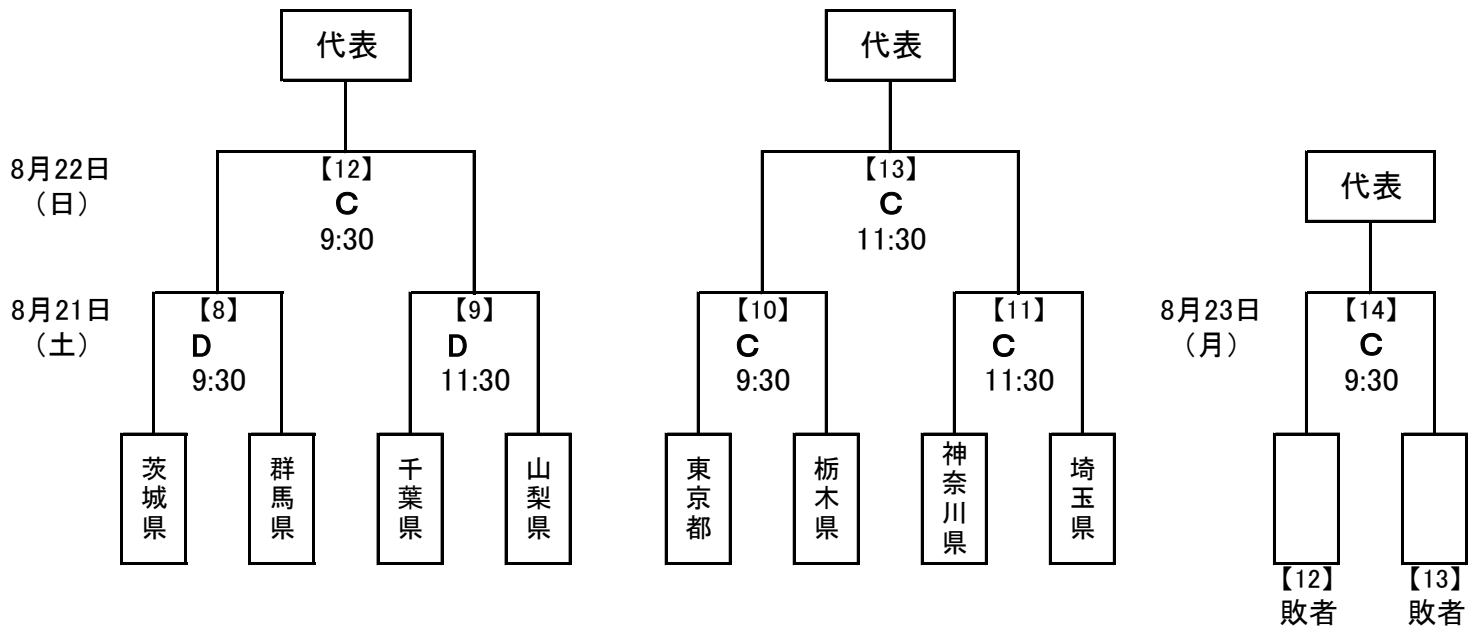 代表
代表
8月22日
（日）
【12】
C
9:30
【13】
C
11:30
代表
8月21日
（土）
【8】
D
9:30
【9】
D
11:30
【10】
C
9:30
【11】
C
11:30
8月23日
（月）
【14】
C
9:30
茨城県
群馬県
千葉県
山梨県
東京都
栃木県
神奈川県
埼玉県
【12】
敗者
【13】
敗者